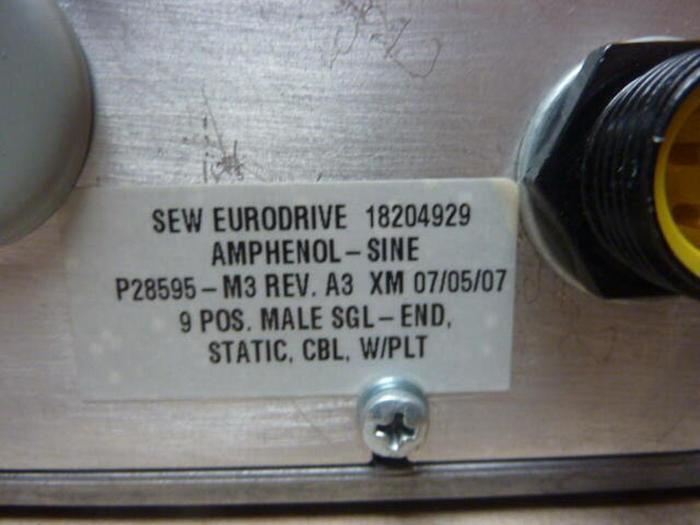 SEW EURODRIVE 18204929
AMPHENOL-SINE
P28595-M3 REV. A3 XM 07/05/07
9 POS. MALE SGL-END,
STATIC, CBL, W/PLT